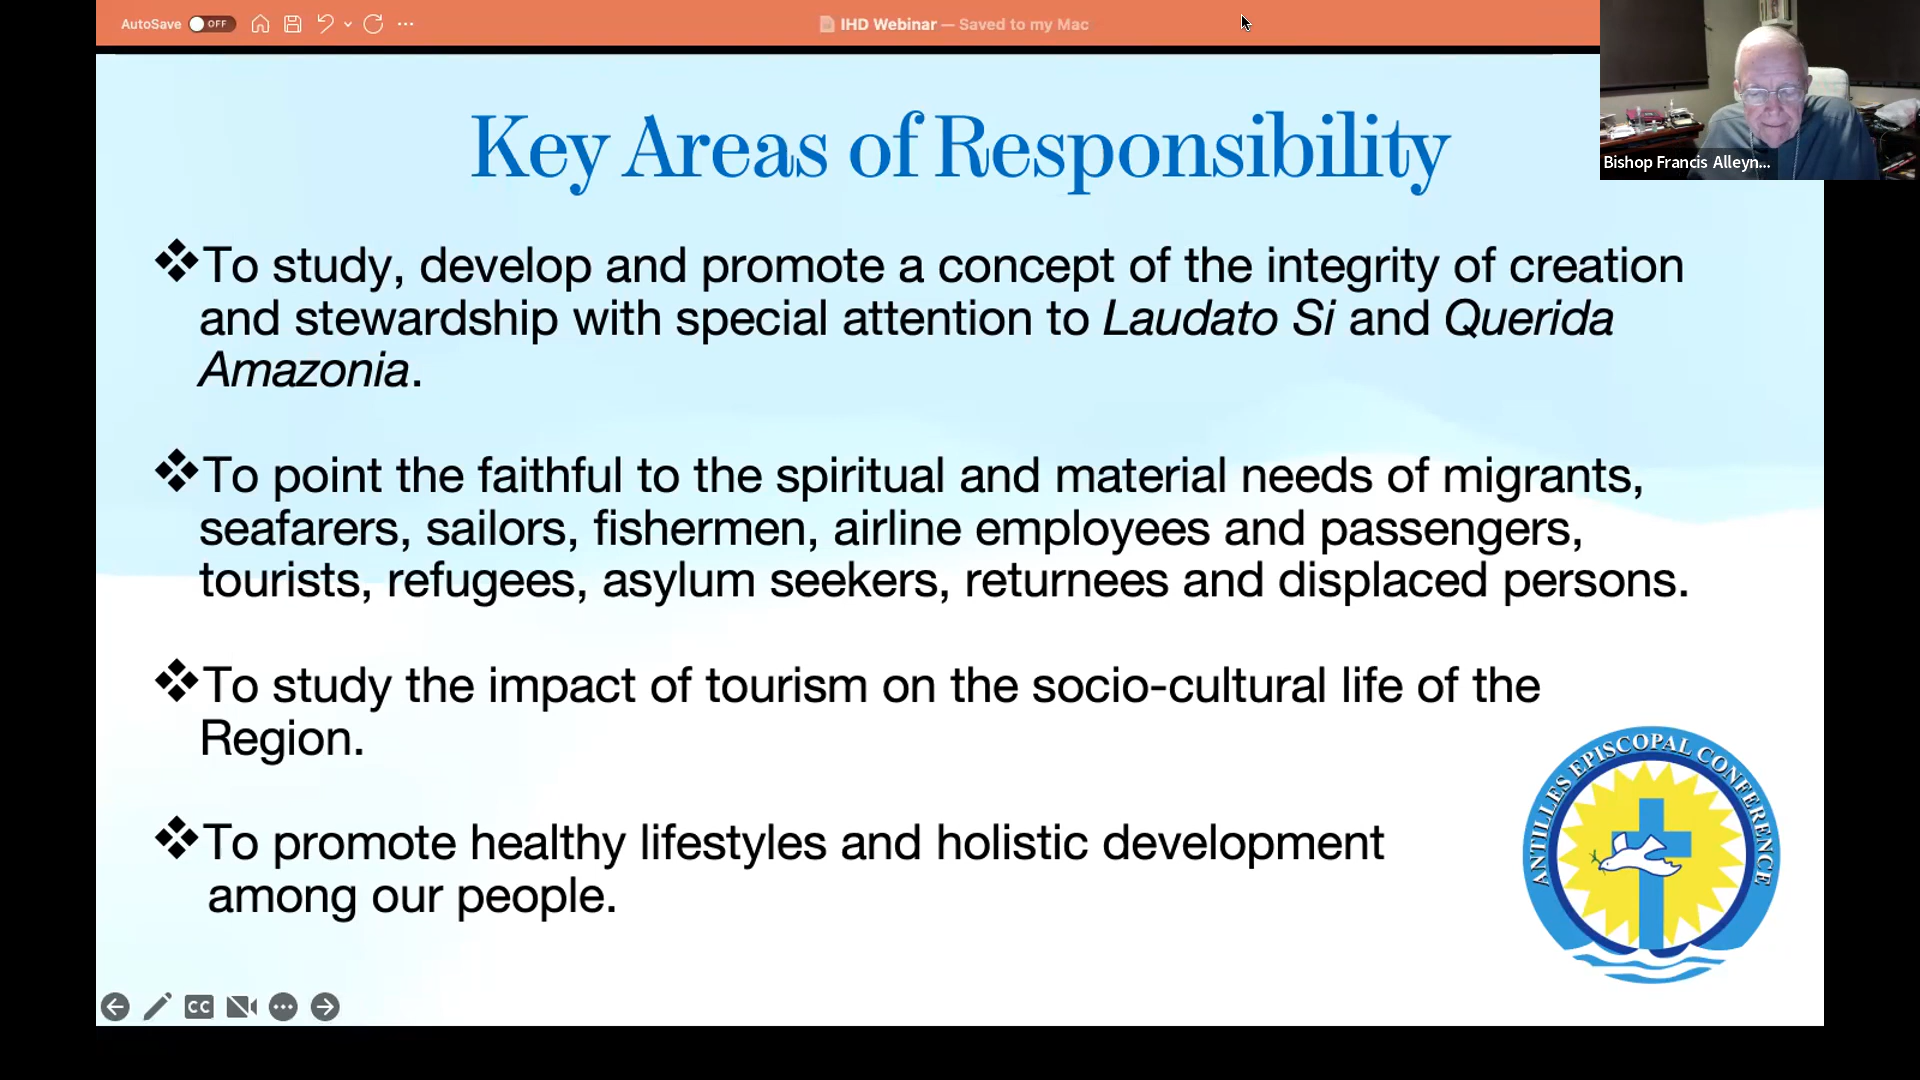 AutoSave OFF
IHD Webinar — Saved to my Mac
Bishop Francis Alleyn...
Key Areas of Responsibility
❖To study, develop and promote a concept of the integrity of creation
and stewardship with special attention to Laudato Si and Querida
Amazonia.
❖To point the faithful to the spiritual and material needs of migrants,
seafarers, sailors, fishermen, airline employees and passengers,
tourists, refugees, asylum seekers, returnees and displaced persons.
❖To study the impact of tourism on the socio-cultural life of the
Region.
❖To promote healthy lifestyles and holistic development
among our people.
ANTILLES EPISCOPAL CONFERENCE
CC